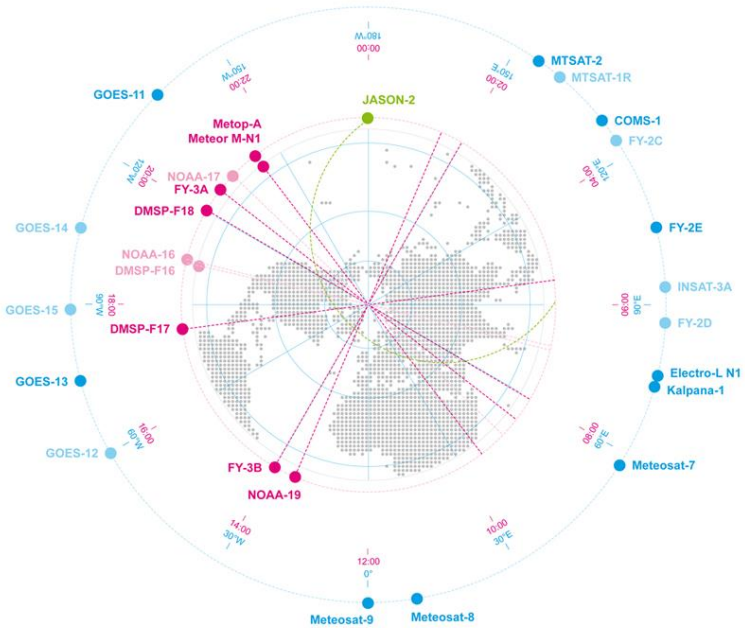 180°W
00:00
150°W
22:00
150°E
02:00
MTSAT-2
MTSAT-1R
GOES-11
JASON-2
COMS-1
FY-2C
Metop-A
Meteor M-N1
120°W
20:00
NOAA-17
FY-3A
120°E
04:00
DMSP-F18
GOES-14
FY-2E
NOAA-16
DMSP-F16
INSAT-3A
GOES-15
90°W
18:00
06:00
90°E
FY-2D
DMSP-F17
GOES-13
Electro-L N1
Kalpana-1
16:00
60°W
08:00
60°E
GOES-12
Meteosat-7
FY-3B
NOAA-19
14:00
30°W
10:00
30°E
12:00
0°
Meteosat-9
Meteosat-8